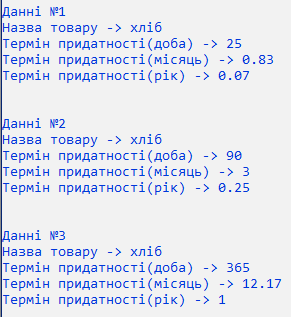 Данні №1
Назва товару -> хліб
Термін придатності(доба) -> 25
Термін придатності(місяць) -> 0.83
Термін придатності(рік) -> 0.07
Данні №2
Назва товару -> хліб
Термін придатності(доба) -> 90
Термін придатності(місяць) -> 3
Термін придатності(рік) -> 0.25
Данні №3
Назва товару -> хліб
Термін придатності(доба) -> 365
Термін придатності(місяць) -> 12.17
Термін придатності(рік) -> 1